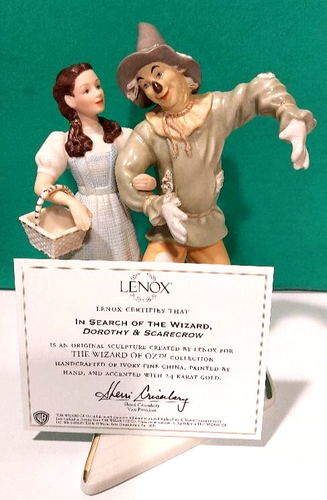 LENOX
LENOX CERTIFIES THAT
IN SEARCH OF THE WIZARD,
DOROTHY & SCARECROW
IS AN ORIGINAL SCULPTURE CREATED BY LENOX FOR
THE WIZARD OF OZ™ COLLECTION
HANDCRAFTED OF IVORY FINE CHINA, PAINTED BY
HAND, AND ACCENTED WITH 24 KARAT GOLD.
Vice President
WB